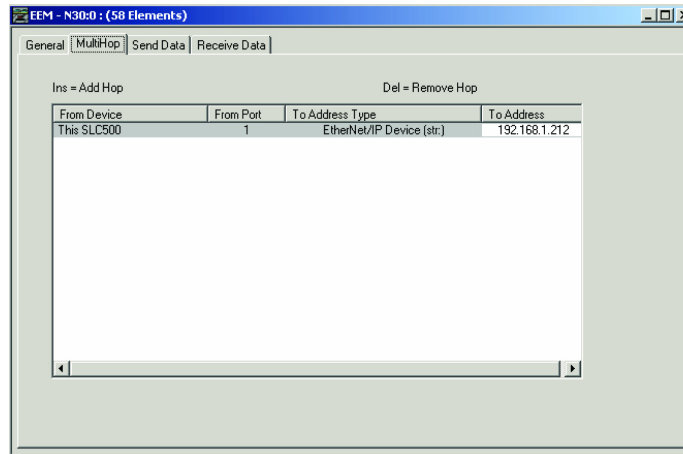 EEM - N30:0 : (58 Elements)
General MultiHop Send Data Receive Data
Ins = Add Hop Del = Remove Hop
From Device From Port To Address Type To Address
This SLC500 1 EtherNet/IP Device (str.) 192.168.1.212